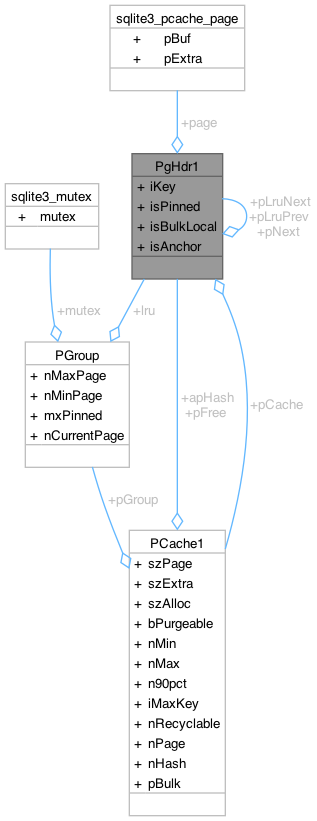 sqlite3_pcache_page
+ pBuf
+ pExtra
+page
PgHdr1
+ iKey
+ isPinned
+ isBulkLocal
+ isAnchor
+pLruNext
+pLruPrev
+pNext
sqlite3_mutex
+ mutex
+mutex
+lru
PGroup
+ nMaxPage
+ nMinPage
+ mxPinned
+ nCurrentPage
+apHash
+pFree
+pCache
+pGroup
PCache1
+ szPage
+ szExtra
+ szAlloc
+ bPurgeable
+ nMin
+ nMax
+ n90pct
+ iMaxKey
+ nRecyclable
+ nPage
+ nHash
+ pBulk